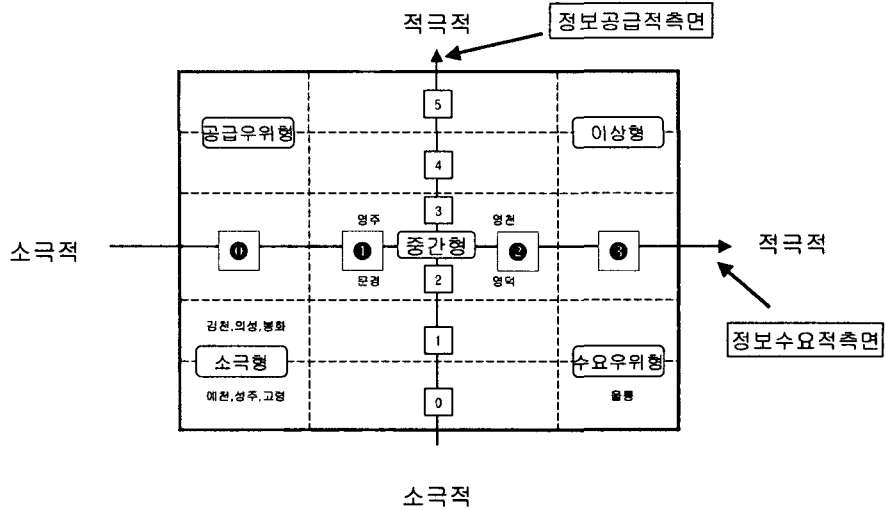 적극적
정보공급적측면
5
공급우위형
이상형
4
3
영주
영천
소극적
0
1
중간형
2
3
적극적
문경
2
영덕
김천,의성,봉화
1
정보수요적측면
소극형
수요우위형
예천,성주,고령
0
울릉
소극적